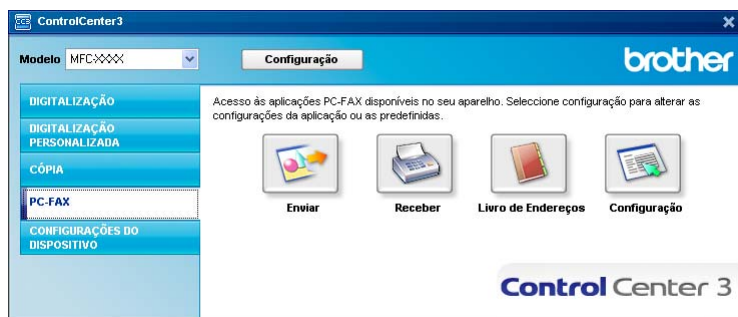 ControlCenter3
Modelo MFC-XXXX Configuração brother
DIGITALIZAÇÃO
DIGITALIZAÇÃO
PERSONALIZADA
CÓPIA
PC-FAX
CONFIGURAÇÕES DO
DISPOSITIVO
Acesso às aplicações PC-FAX disponíveis no seu aparelho. Seleccione configuração para alterar as
configurações da aplicação ou as predefinidas.
Enviar Receber Livro de Endereços Configuração
Control Center 3